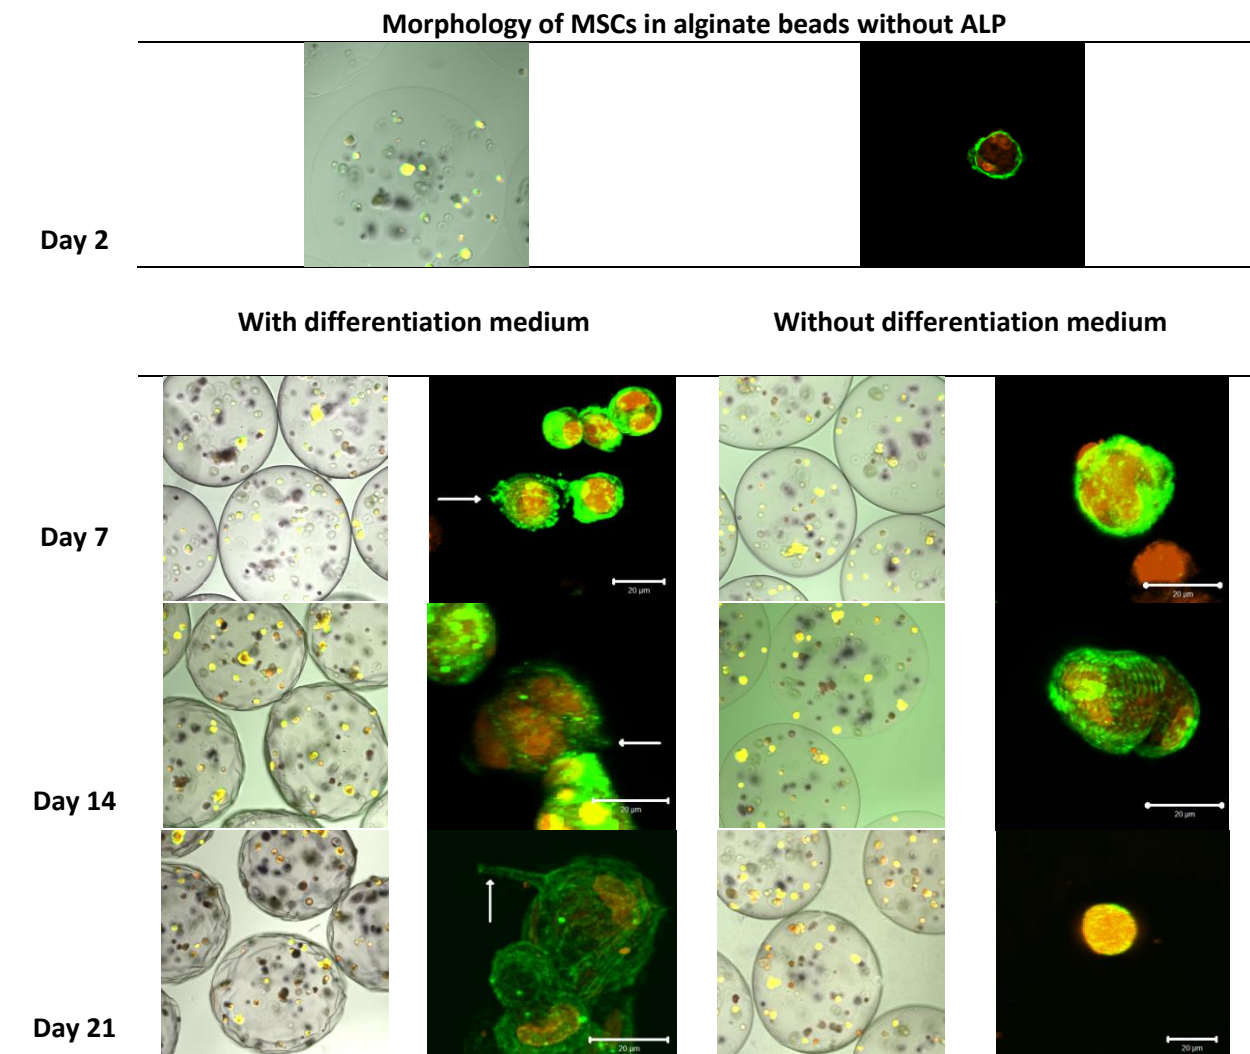 Morphology of MSCs in alginate beads without ALP
Day 2
With differentiation medium
Without differentiation medium
Day 7
20 µm
20 µm
Day 14
20 µm
20 µm
Day 21
20 µm
20 µm